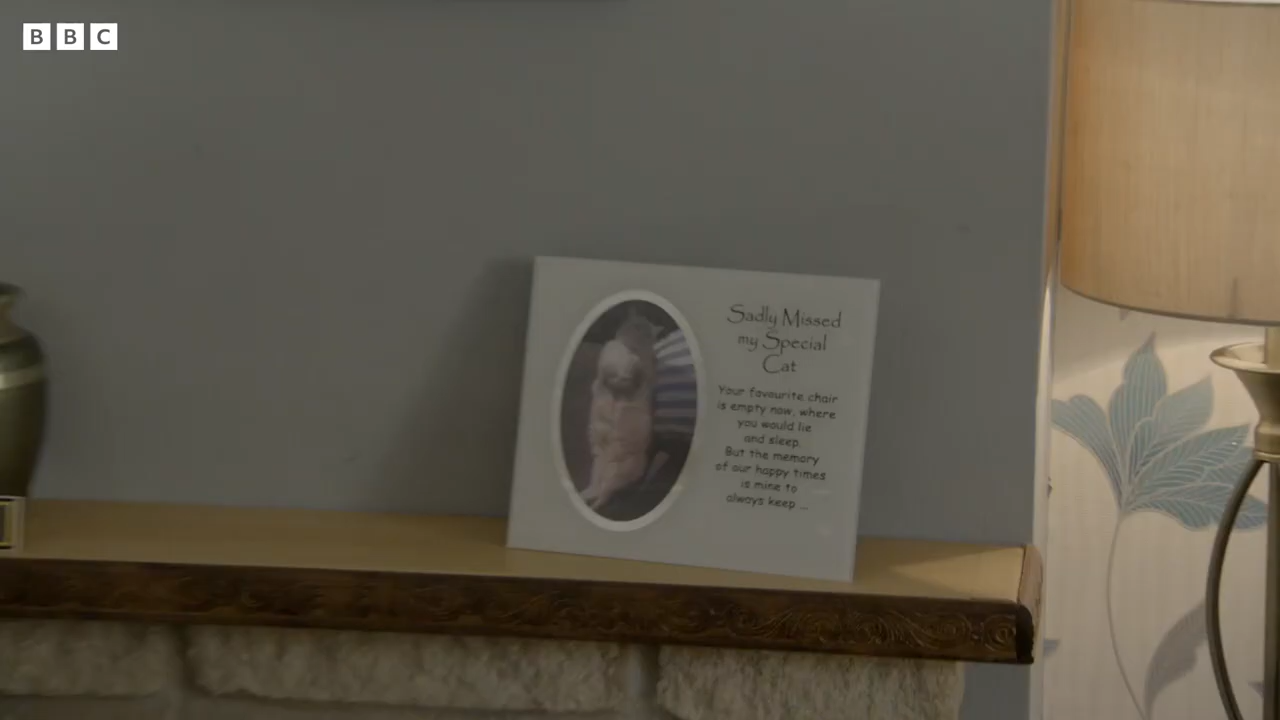 BBC
Sadly Missed
my Special
Cat
Your favourite chair
is empty now, where
you would lie
and sleep.
But the memory
of our happy times
is mine to
always keep ...